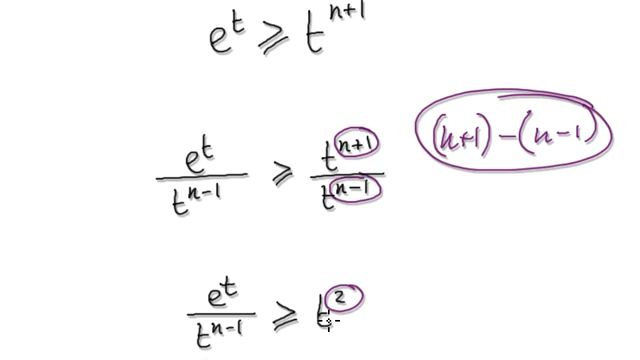 e^t ≥ t^{n+1}
e^t / t^{n-1} ≥ t^{n+1} / t^{n-1} (n+1) - (n-1)
e^t / t^{n-1} ≥ t^2